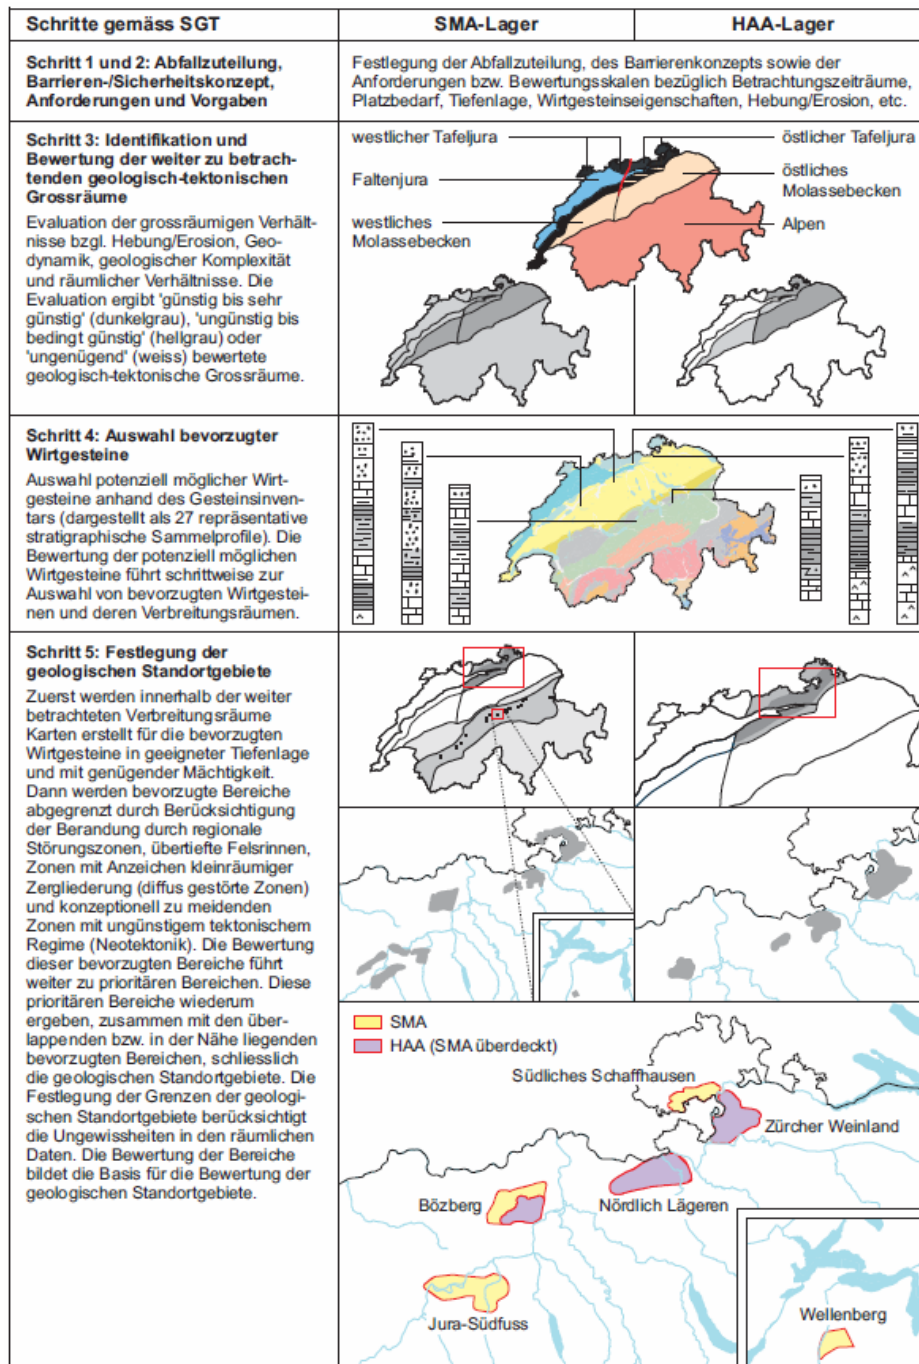 Schritte gemäss SGT
SMA-Lager
HAA-Lager
Schritt 1 und 2: Abfallzuteilung,
Barrieren-/Sicherheitskonzept,
Anforderungen und Vorgaben
Festlegung der Abfallzuteilung, des Barrierenkonzepts sowie der
Anforderungen bzw. Bewertungsskalen bezüglich Betrachtungszeiträume,
Platzbedarf, Tiefenlage, Wirtgesteinseigenschaften, Hebung/Erosion, etc.
Schritt 3: Identifikation und
Bewertung der weiter zu betrach-
tenden geologisch-tektonischen
Grossräume
Evaluation der grossräumigen Verhält-
nisse bzgl. Hebung/Erosion, Geo-
dynamik, geologischer Komplexität
und räumlicher Verhältnisse. Die
Evaluation ergibt 'günstig bis sehr
günstig' (dunkelgrau), 'ungünstig bis
bedingt günstig' (hellgrau) oder
'ungenügend' (weiss) bewertete
geologisch-tektonische Grossräume.
westlicher Tafeljura
östlicher Tafeljura
Faltenjura
östliches
Molassebecken
westliches
Molassebecken
Alpen
Schritt 4: Auswahl bevorzugter
Wirtgesteine
Auswahl potenziell möglicher Wirt-
gesteine anhand des Gesteinsinven-
tars (dargestellt als 27 repräsentative
stratigraphische Sammelprofile). Die
Bewertung der potenziell möglichen
Wirtgesteine führt schrittweise zur
Auswahl von bevorzugten Wirtgestei-
nen und deren Verbreitungsräumen.
Schritt 5: Festlegung der
geologischen Standortgebiete
Zuerst werden innerhalb der weiter
betrachteten Verbreitungsräume
Karten erstellt für die bevorzugten
Wirtgesteine in geeigneter Tiefenlage
und mit genügender Mächtigkeit.
Dann werden bevorzugte Bereiche
abgegrenzt durch Berücksichtigung
der Berandung durch regionale
Störungszonen, übertiefte Felsrinnen,
Zonen mit Anzeichen kleinräumiger
Zergliederung (diffus gestörte Zonen)
und konzeptionell zu meidenden
Zonen mit ungünstigem tektonischem
Regime (Neotektonik). Die Bewertung
dieser bevorzugten Bereiche führt
weiter zu prioritären Bereichen. Diese
prioritären Bereiche wiederum
ergeben, zusammen mit den über-
lappenden bzw. in der Nähe liegenden
bevorzugten Bereichen, schliesslich
die geologischen Standortgebiete. Die
Festlegung der Grenzen der geologi-
schen Standortgebiete berücksichtigt
die Ungewissheiten in den räumlichen
Daten. Die Bewertung der Bereiche
bildet die Basis für die Bewertung der
geologischen Standortgebiete.
SMA
HAA (SMA überdeckt)
Südliches Schaffhausen
Zürcher Weinland
Bözberg
Nördlich Lägeren
Jura-Südfuss
Wellenberg